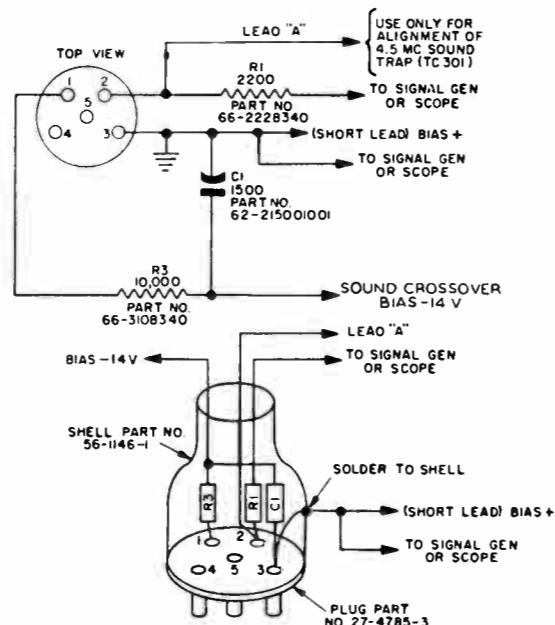 LEAD "A"
USE ONLY FOR
ALIGNMENT OF
4.5 MC SOUND
TRAP (TC 301)
TOP VIEW
R1
2200
PART NO
66-2228340
TO SIGNAL GEN
OR SCOPE
1
2
5
4
3
(SHORT LEAD) BIAS +
TO SIGNAL GEN
OR SCOPE
C1
1500
PART NO.
62-215001001
R3
10,000
PART NO.
66-3108340
SOUND CROSSOVER
BIAS-14 V
LEAD "A"
BIAS -14V
TO SIGNAL GEN
OR SCOPE
SHELL PART NO.
56-1146-1
SOLDER TO SHELL
R3
R1
C1
(SHORT LEAD) BIAS +
1
2
4
5
3
TO SIGNAL GEN
OR SCOPE
PLUG PART
NO. 27-4785-3